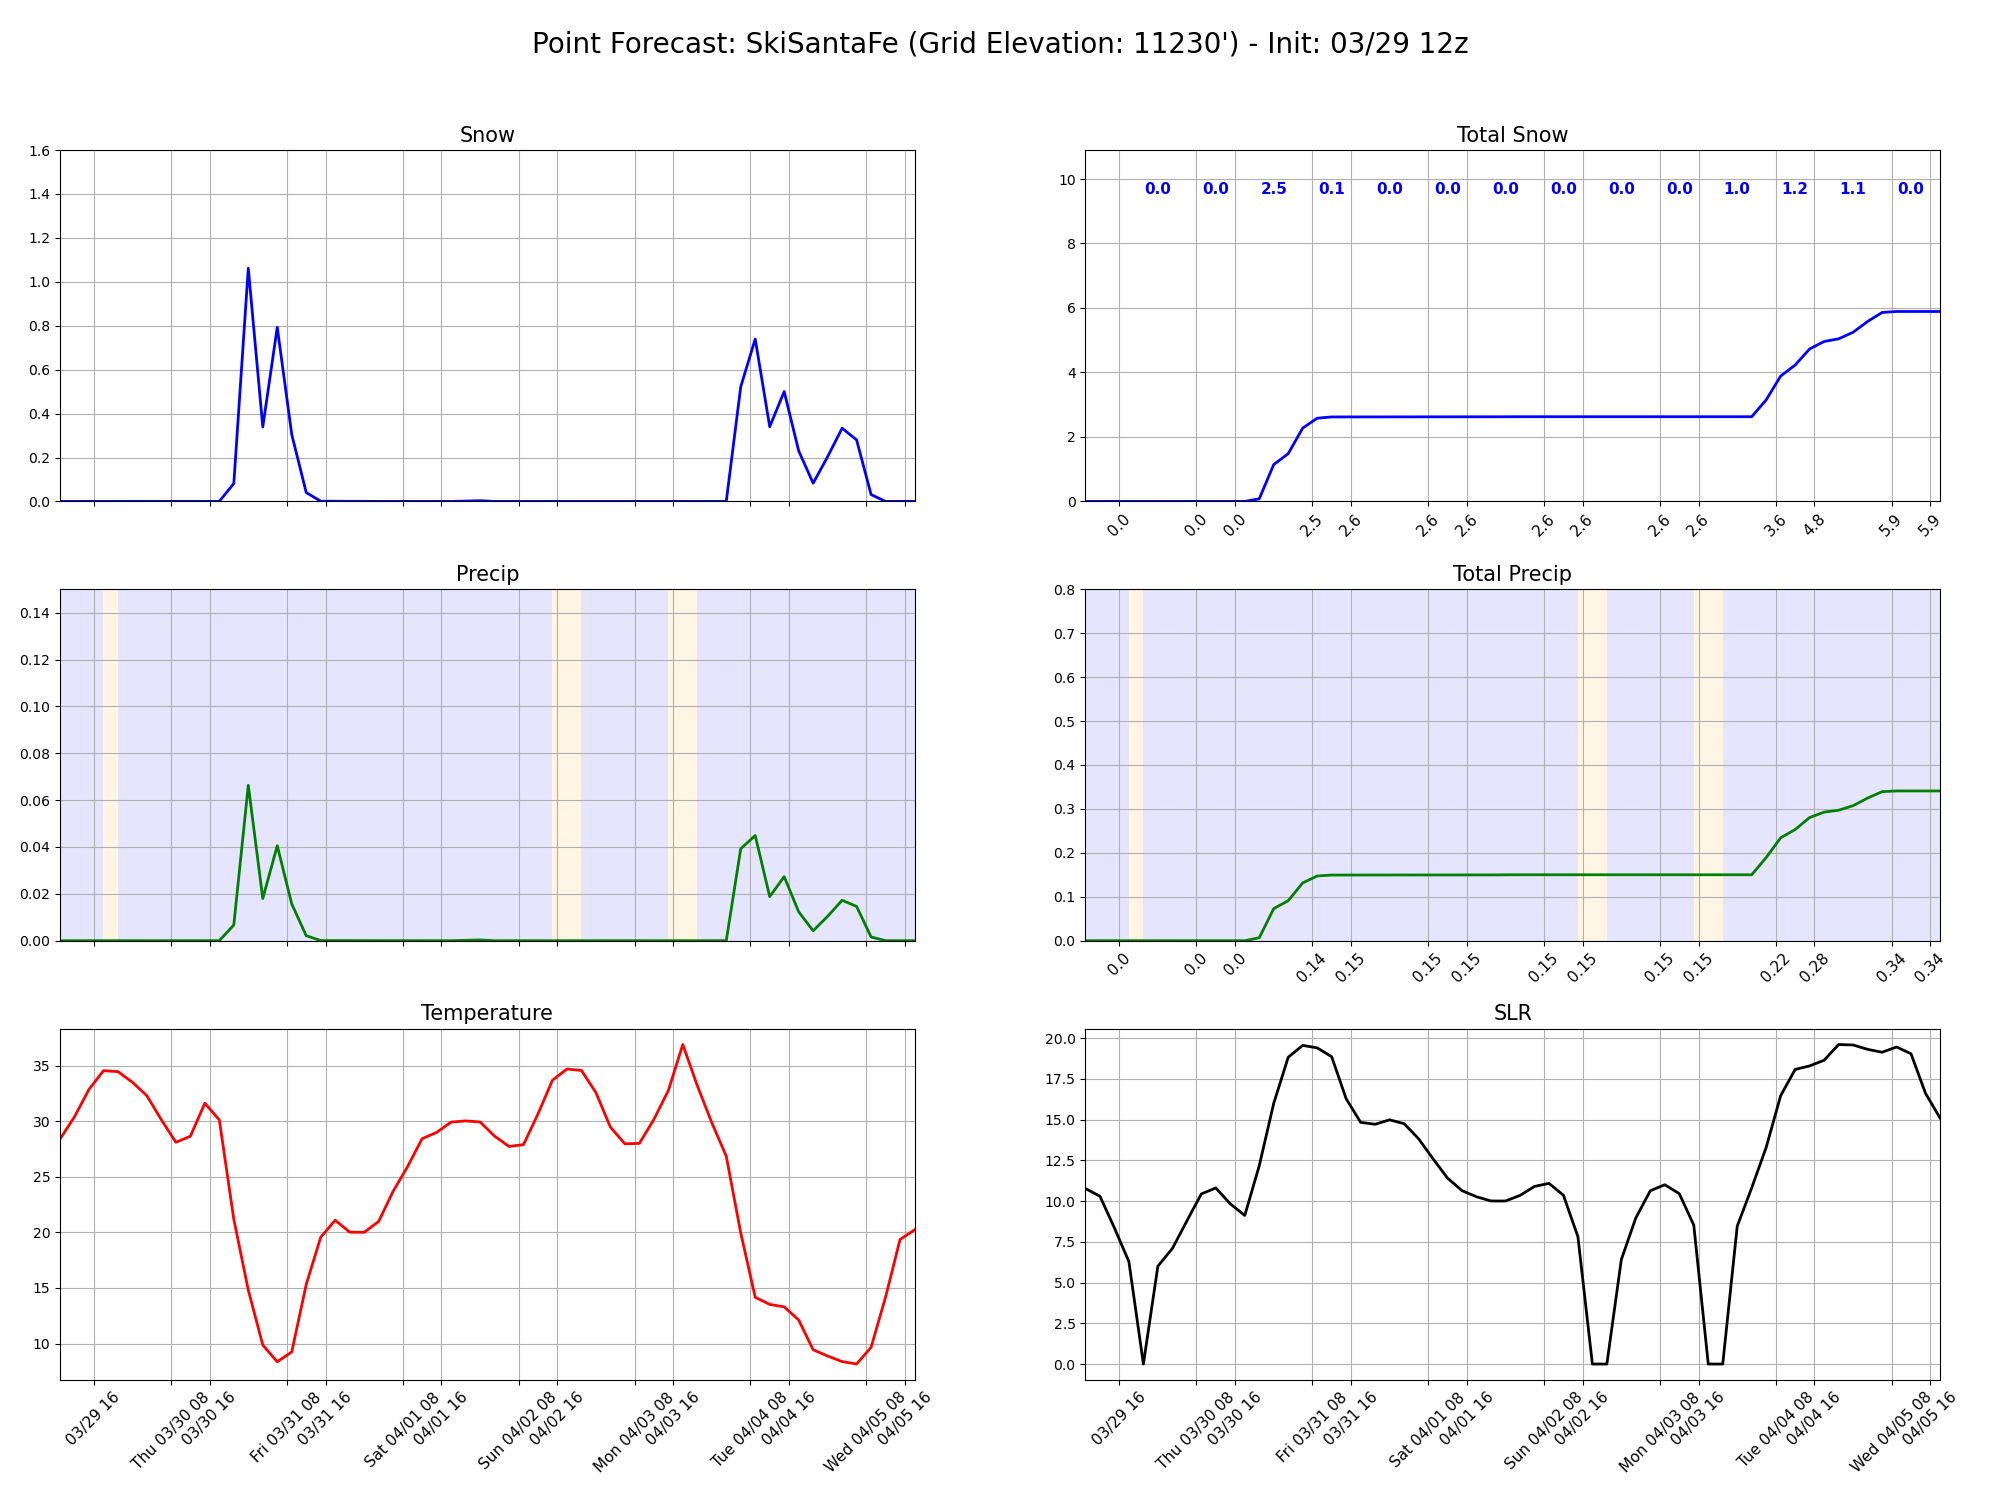 Point Forecast: SkiSantaFe (Grid Elevation: 11230') - Init: 03/29 12z
Snow
1.6
1.4
1.2
1.0
0.8
0.6
0.4
0.2
0.0
Total Snow
10
8
6
4
2
0
0.0 0.0 2.5 0.1 0.0 0.0 0.0 0.0 0.0 0.0 1.0 1.2 1.1 0.0
0.0 0.0 0.0 2.5 2.6 2.6 2.6 2.6 2.6 2.6 2.6 3.6 4.8 5.9 5.9
Precip
0.14
0.12
0.10
0.08
0.06
0.04
0.02
0.00
Total Precip
0.8
0.7
0.6
0.5
0.4
0.3
0.2
0.1
0.0
0.0 0.0 0.0 0.14 0.15 0.15 0.15 0.15 0.15 0.15 0.15 0.22 0.28 0.34 0.34
Temperature
35
30
25
20
15
10
03/29 16
Thu 03/30 08
03/30 16
Fri 03/31 08
03/31 16
Sat 04/01 08
04/01 16
Sun 04/02 08
04/02 16
Mon 04/03 08
04/03 16
Tue 04/04 08
04/04 16
Wed 04/05 08
04/05 16
SLR
20.0
17.5
15.0
12.5
10.0
7.5
5.0
2.5
0.0
03/29 16
Thu 03/30 08
03/30 16
Fri 03/31 08
03/31 16
Sat 04/01 08
04/01 16
Sun 04/02 08
04/02 16
Mon 04/03 08
04/03 16
Tue 04/04 08
04/04 16
Wed 04/05 08
04/05 16